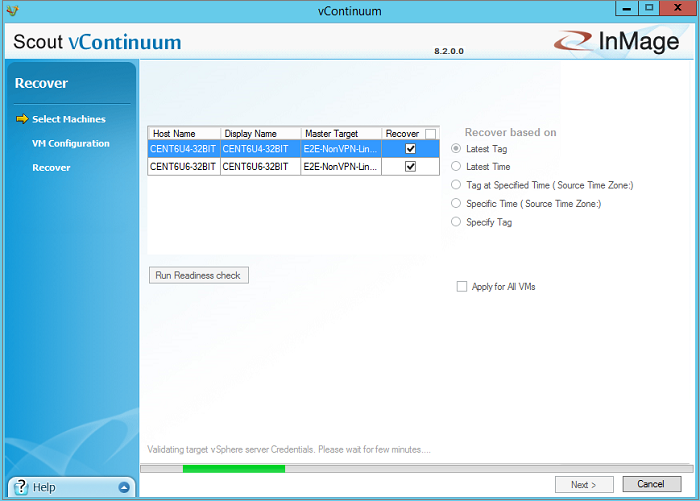 vContinuum
Scout vContinuum
8.2.0.0
InMage
Recover
Select Machines
VM Configuration
Recover
Host Name Display Name Master Target Recover
CENT6U4-32BIT CENT6U4-32BIT E2E-NonVPN-Lin...
CENT6U6-32BIT CENT6U6-32BIT E2E-NonVPN-Lin...
Run Readiness check
Recover based on
Latest Tag
Latest Time
Tag at Specified Time ( Source Time Zone:)
Specific Time ( Source Time Zone:)
Specify Tag
Apply for All VMs
Validating target vSphere server Credentials. Please wait for few minutes....
? Help
Next >
Cancel